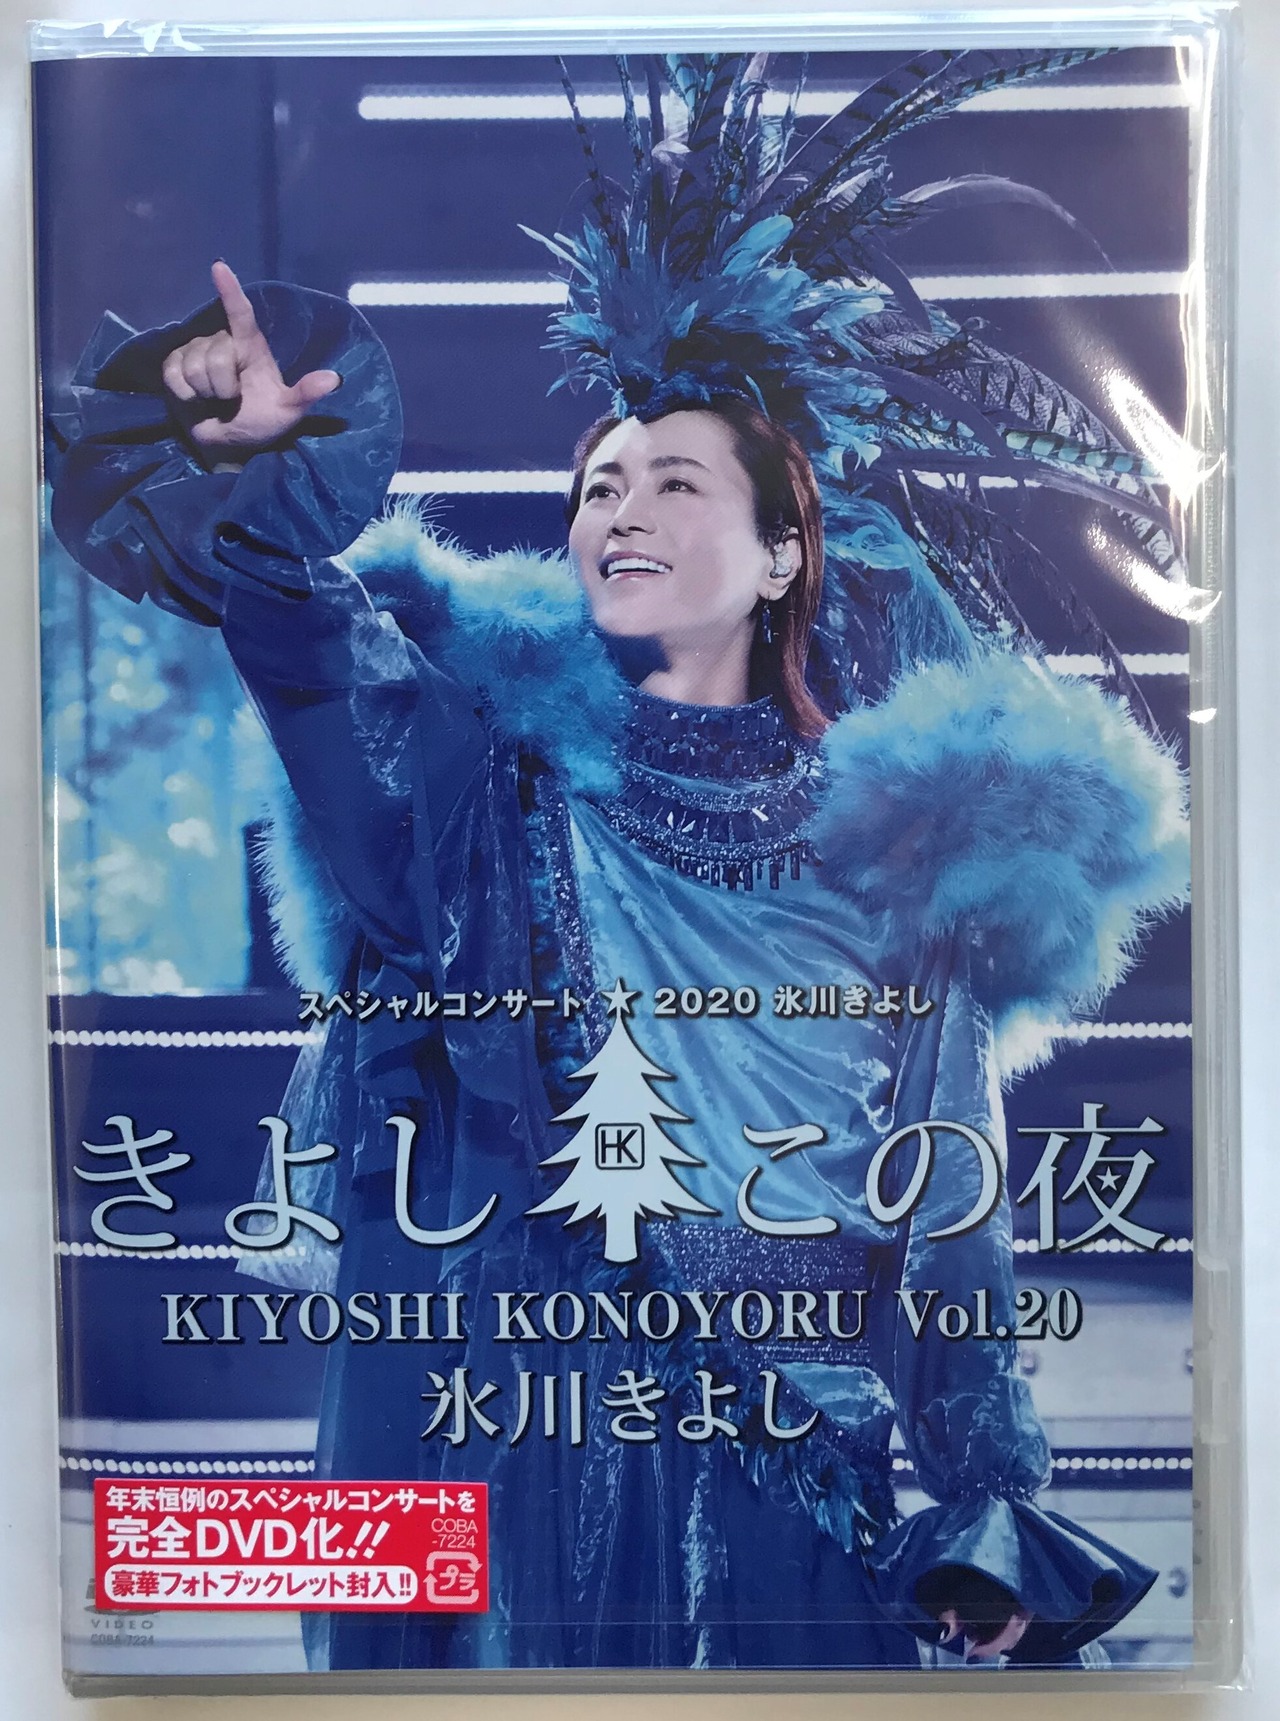 スペシャルコンサート★2020 氷川きよし
HK
きよしこの夜
KIYOSHI KONOYORU Vol.20
氷川きよし
年末恒例のスペシャルコンサートを
完全DVD化!!
COBA
-7224
豪華フォトブックレット封入!!
プラ
VIDEO
COBA-7224